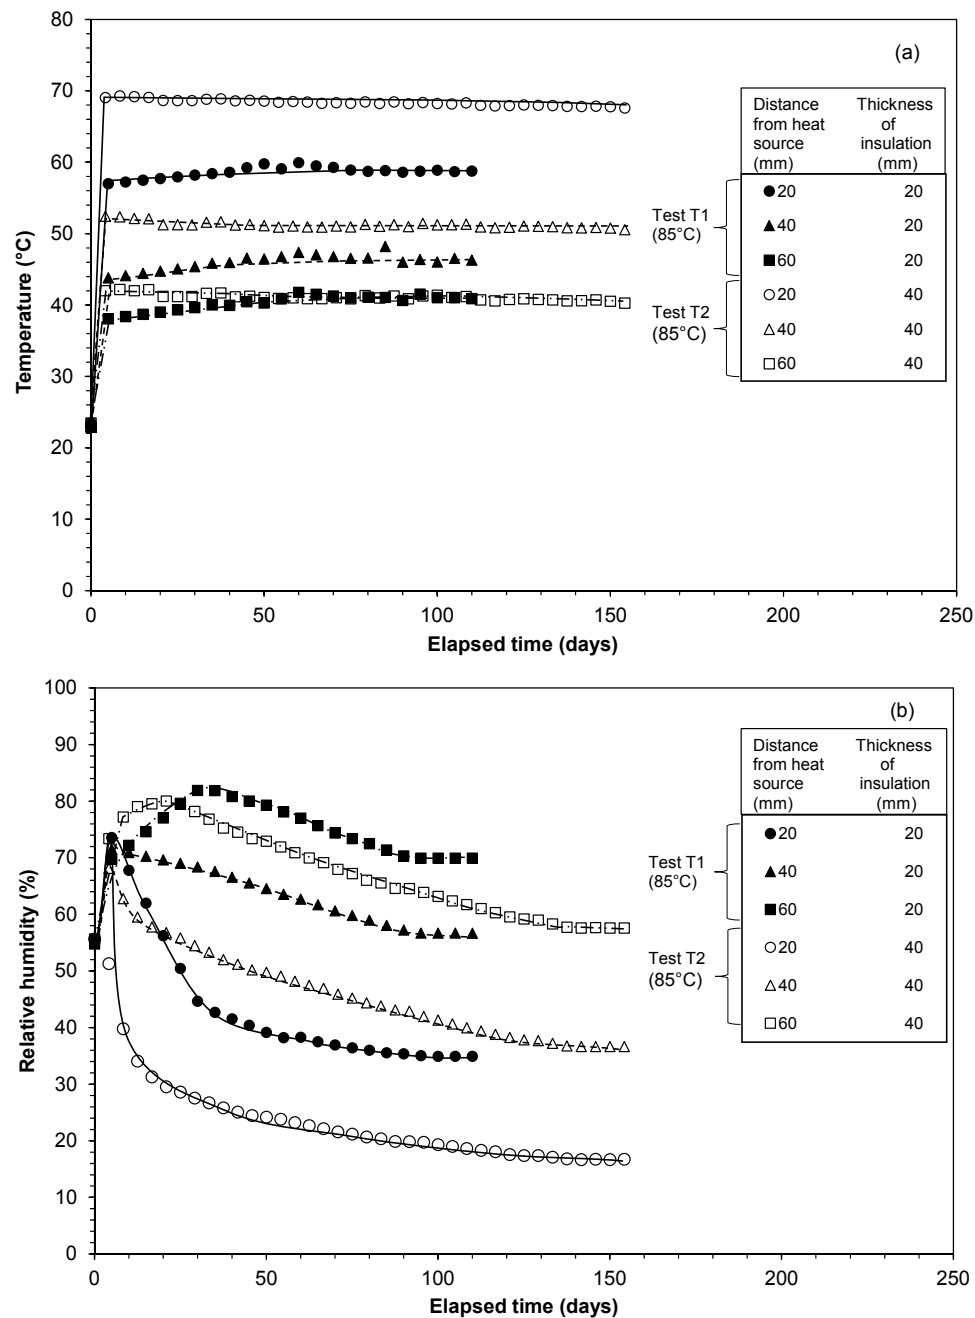 80
70
60
50
40
30
20
10
0
Temperature (°C)
(a)
Distance from heat source (mm)
Thickness of insulation (mm)
Test T1 (85°C)
20 20
40 20
60 20
Test T2 (85°C)
20 40
40 40
60 40
0 50 100 150 200 250
Elapsed time (days)
100
90
80
70
60
50
40
30
20
10
0
Relative humidity (%)
(b)
Distance from heat source (mm)
Thickness of insulation (mm)
Test T1 (85°C)
20 20
40 20
60 20
Test T2 (85°C)
20 40
40 40
60 40
0 50 100 150 200 250
Elapsed time (days)